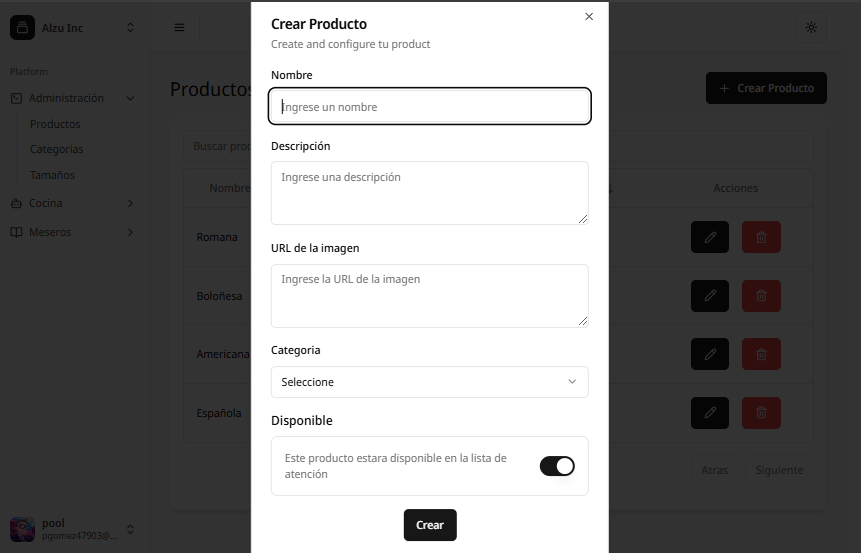 Alzu Inc
Platform
Administración
Productos
Categorias
Tamaños
Cocina
Meseros
pool
pgomez47903@...
Productos
Crear Producto
Buscar prod
Nombre
Acciones
Romana
Boloñesa
Americana
Española
Atras
Siguiente
Crear Producto
Create and configure tu product
Nombre
Ingrese un nombre
Descripción
Ingrese una descripción
URL de la imagen
Ingrese la URL de la imagen
Categoria
Seleccione
Disponible
Este producto estara disponible en la lista de
atención
Crear